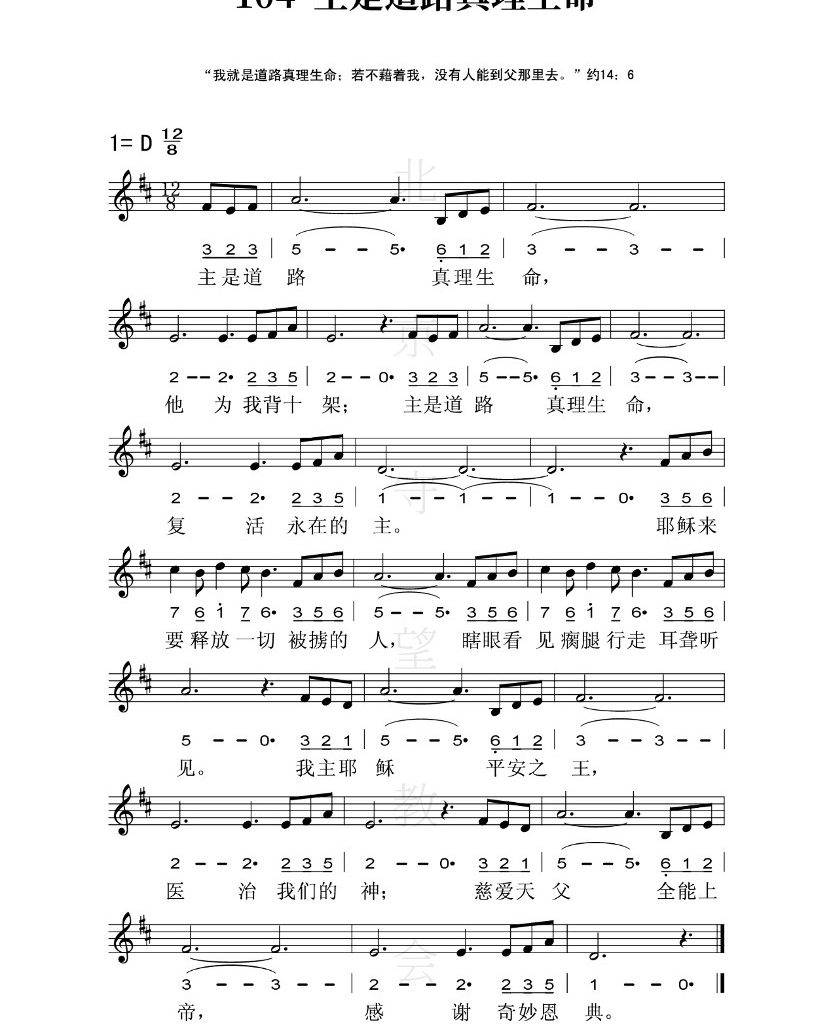 104 主是道路真理生命
“我就是道路真理生命；若不藉着我，没有人能到父那里去。”约14：6
1= D 12/8
3 2 3 | 5 - - 5• 6 1 2 | 3 - - 3 - - |
主是道 路 真理生 命，
2 - - 2• 2 3 5 | 2 - - 0• 3 2 3 | 5 - - 5• 6 1 2 | 3 - - 3 - - |
他 为 我背十 架； 主是道 路 真理生 命，
2 - - 2• 2 3 5 | 1 - - 1 - - | 1 - - 0• 3 5 6 |
复 活 永在的 主。 耶稣来
7 6 1 7 6• 3 5 6 | 5 - - 5• 3 5 6 | 7 6 1 7 6• 3 5 6 |
要 释放一切 被掳的 人， 瞎眼看 见 瘸腿行走 耳聋听
5 - - 0• 3 2 1 | 5 - - 5• 6 1 2 | 3 - - 3 - - |
见。 我主耶 稣 平安之 王，
2 - - 2• 2 3 5 | 2 - - 0• 3 2 1 | 5 - - 5• 6 1 2 |
医 治 我们的 神； 慈爱天 父 全能上
3 - - 3 - - | 2 - - 2• 2 3 5 | 1 - - 0•
帝， 感 谢 奇妙恩 典。
北京守望教会